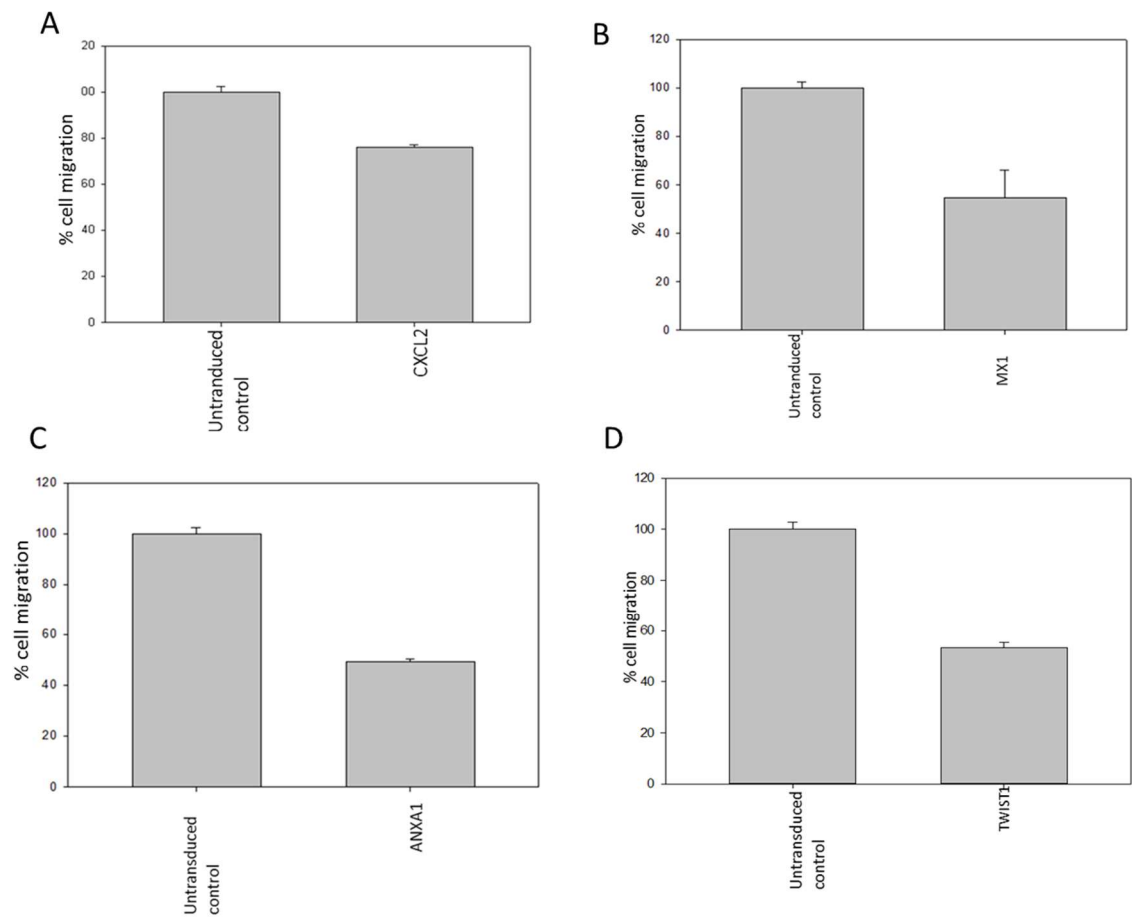 A
20
00
80
60
40
20
0
% cell migration
Untranduced
control
CXCL2
B
120
100
80
60
40
20
0
% cell migration
Untranduced
control
MX1
C
120
100
80
60
40
20
0
% cell migration
Untransduced
control
ANXA1
D
120
100
80
60
40
20
0
% cell migration
Untransduced
control
TWIST1